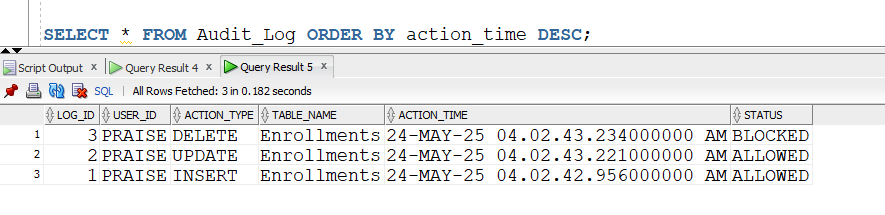 SELECT * FROM Audit_Log ORDER BY action_time DESC;
Script Output × Query Result 4 × Query Result 5 ×
SQL | All Rows Fetched: 3 in 0.182 seconds
LOG_ID USER_ID ACTION_TYPE TABLE_NAME ACTION_TIME STATUS
1 3 PRAISE DELETE Enrollments 24-MAY-25 04.02.43.234000000 AM BLOCKED
2 2 PRAISE UPDATE Enrollments 24-MAY-25 04.02.43.221000000 AM ALLOWED
3 1 PRAISE INSERT Enrollments 24-MAY-25 04.02.42.956000000 AM ALLOWED